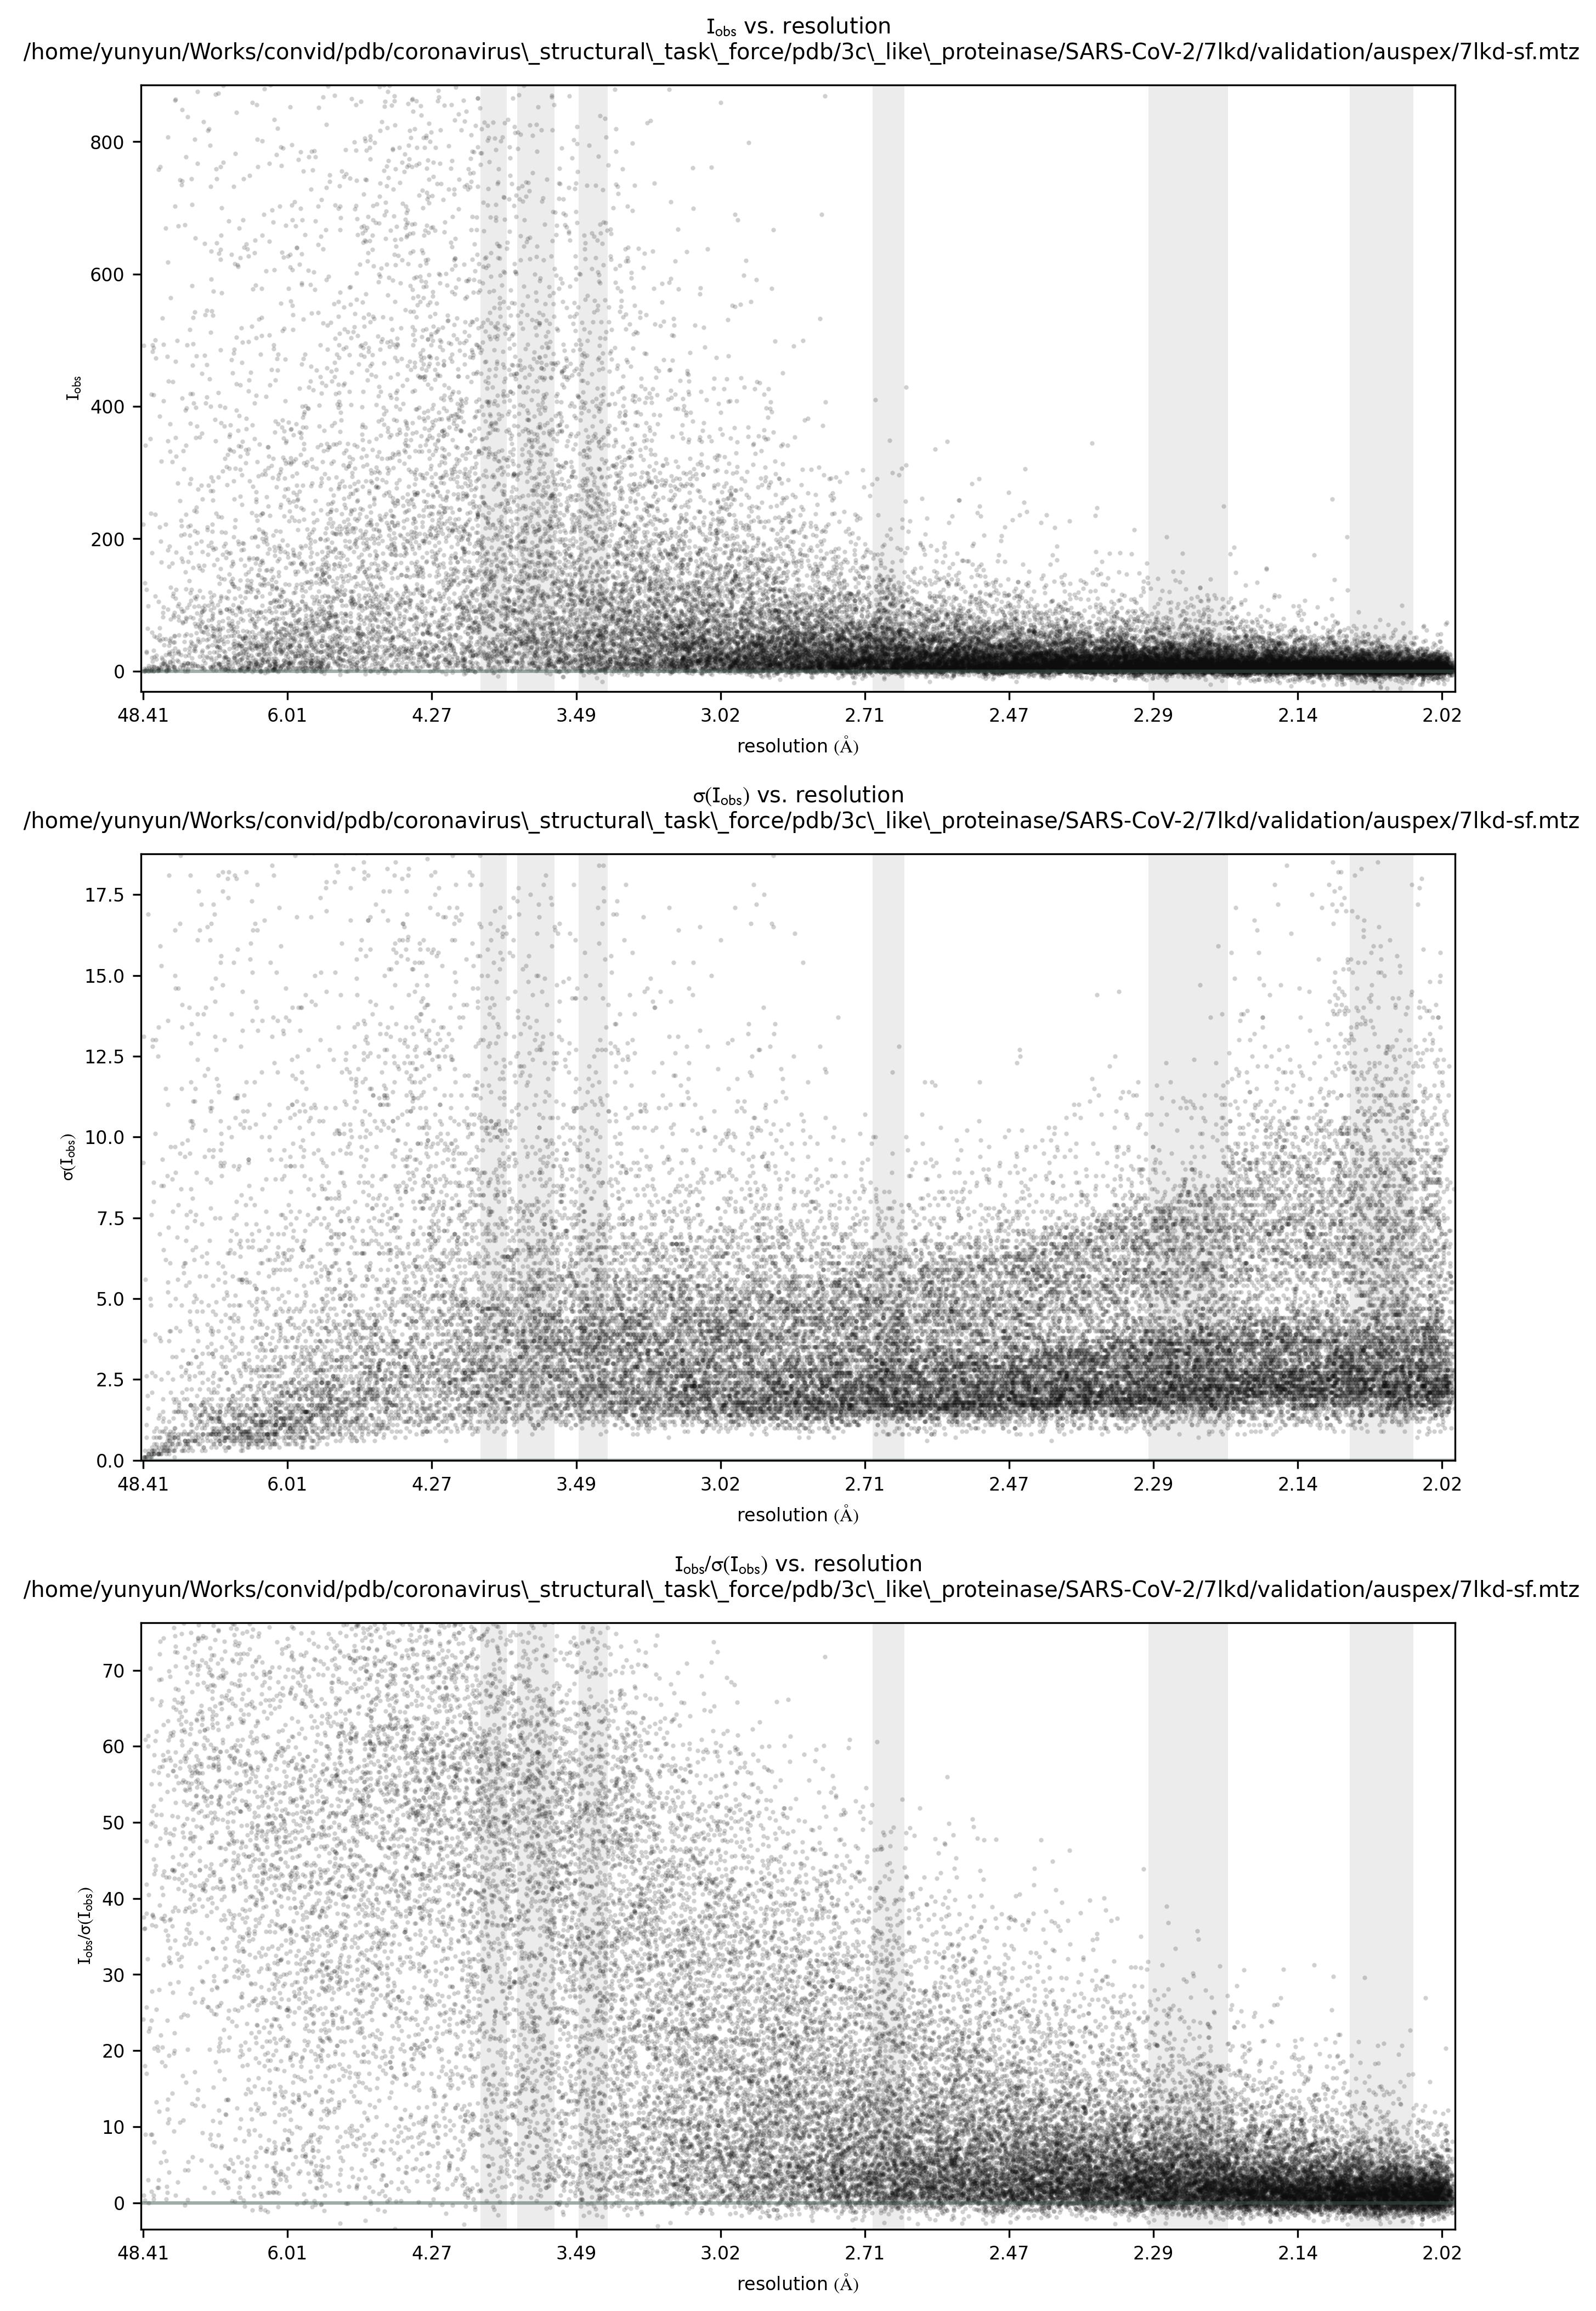 I_obs vs. resolution
/home/yunyun/Works/convid/pdb/coronavirus\_structural\_task\_force/pdb/3c\_like\_proteinase/SARS-CoV-2/7lkd/validation/auspex/7lkd-sf.mtz
800
600
400
200
0
I_obs
48.41 6.01 4.27 3.49 3.02 2.71 2.47 2.29 2.14 2.02
resolution (Å)
σ(I_obs) vs. resolution
/home/yunyun/Works/convid/pdb/coronavirus\_structural\_task\_force/pdb/3c\_like\_proteinase/SARS-CoV-2/7lkd/validation/auspex/7lkd-sf.mtz
17.5
15.0
12.5
10.0
7.5
5.0
2.5
0.0
σ(I_obs)
48.41 6.01 4.27 3.49 3.02 2.71 2.47 2.29 2.14 2.02
resolution (Å)
I_obs/σ(I_obs) vs. resolution
/home/yunyun/Works/convid/pdb/coronavirus\_structural\_task\_force/pdb/3c\_like\_proteinase/SARS-CoV-2/7lkd/validation/auspex/7lkd-sf.mtz
70
60
50
40
30
20
10
0
I_obs/σ(I_obs)
48.41 6.01 4.27 3.49 3.02 2.71 2.47 2.29 2.14 2.02
resolution (Å)